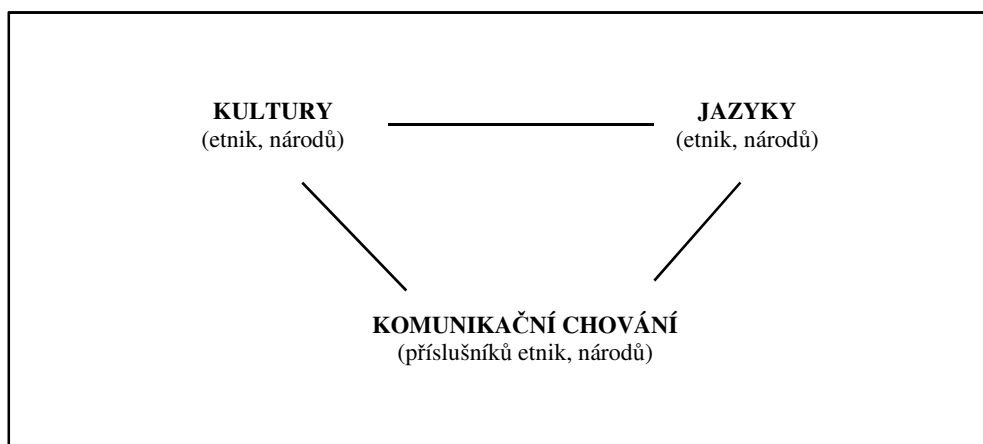 KULTURY
(etnik, národů)
JAZYKY
(etnik, národů)
KOMUNIKAČNÍ CHOVÁNÍ
(příslušníků etnik, národů)